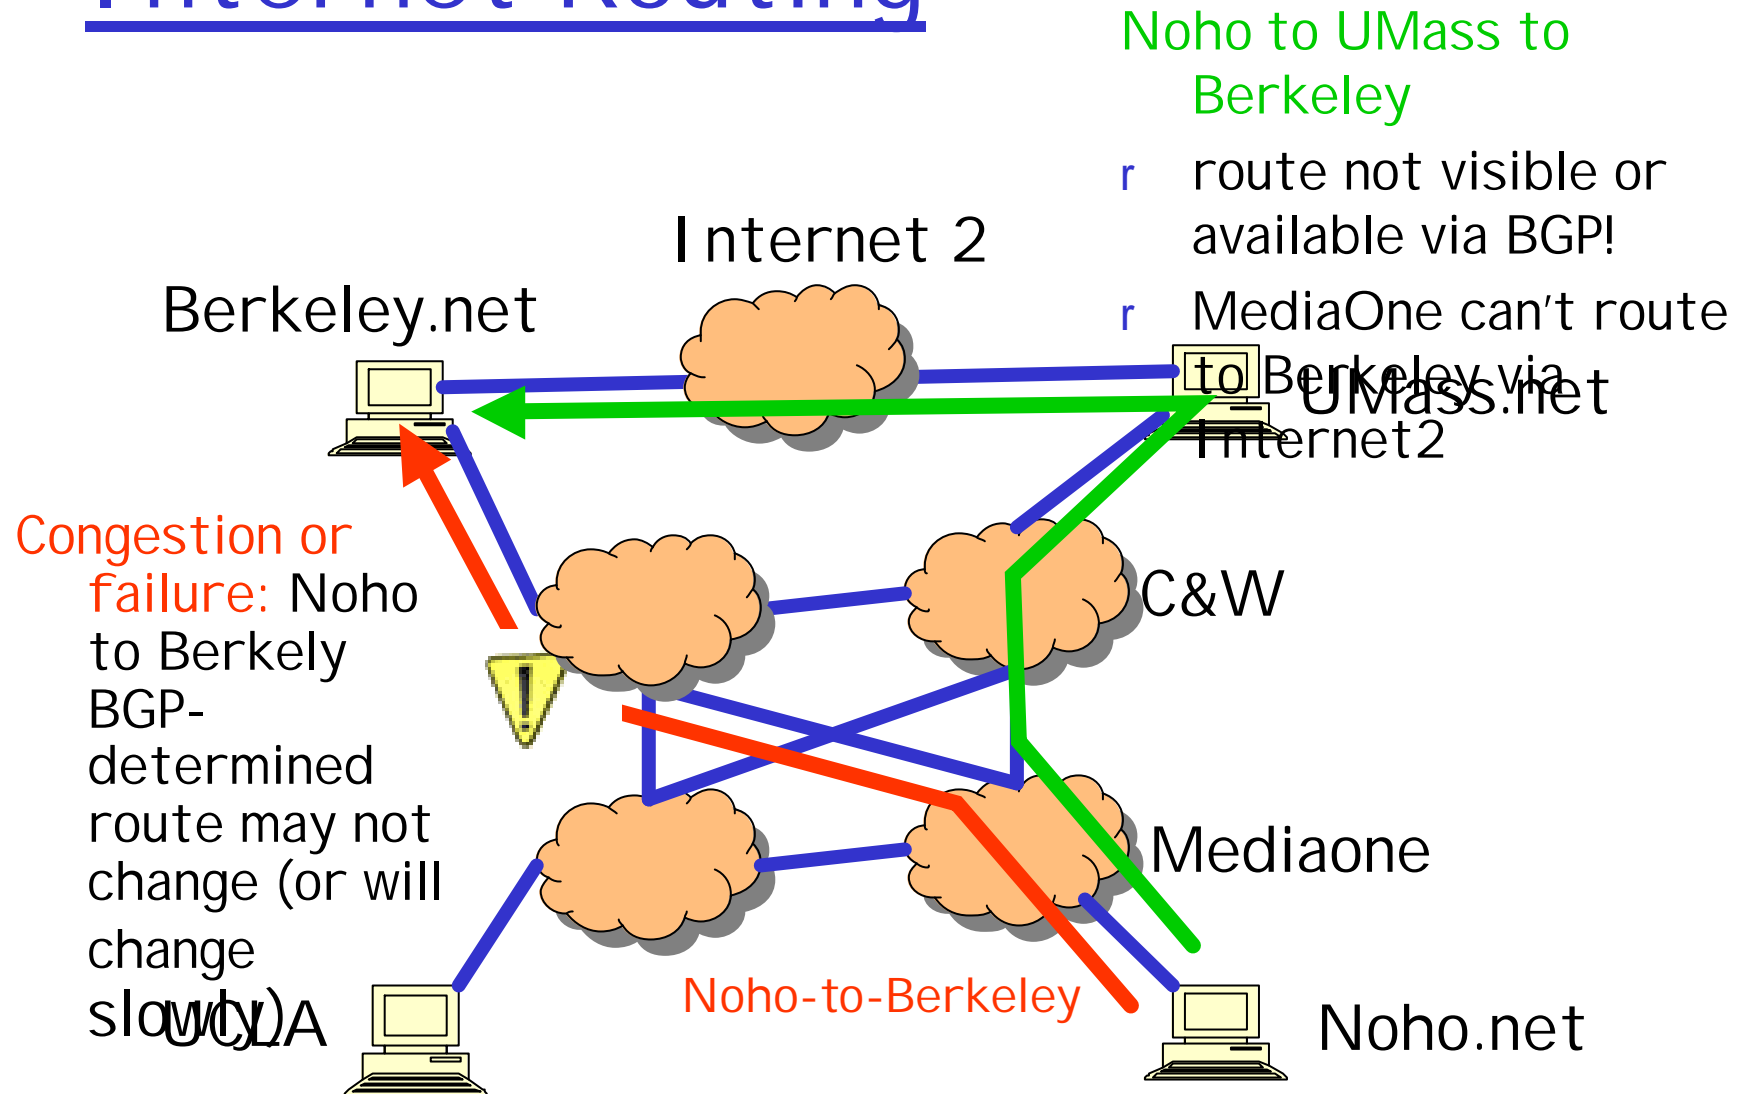 Internet Routing
Noho to UMass to
Berkeley
r route not visible or
available via BGP!
r MediaOne can't route
to Berkeley via
Internet2
Internet 2
Berkeley.net
UMass.net
Congestion or
failure: Noho
to Berkely
BGP-
determined
route may not
change (or will
change
slowly)
C&W
Mediaone
UCLA
Noho-to-Berkeley
Noho.net